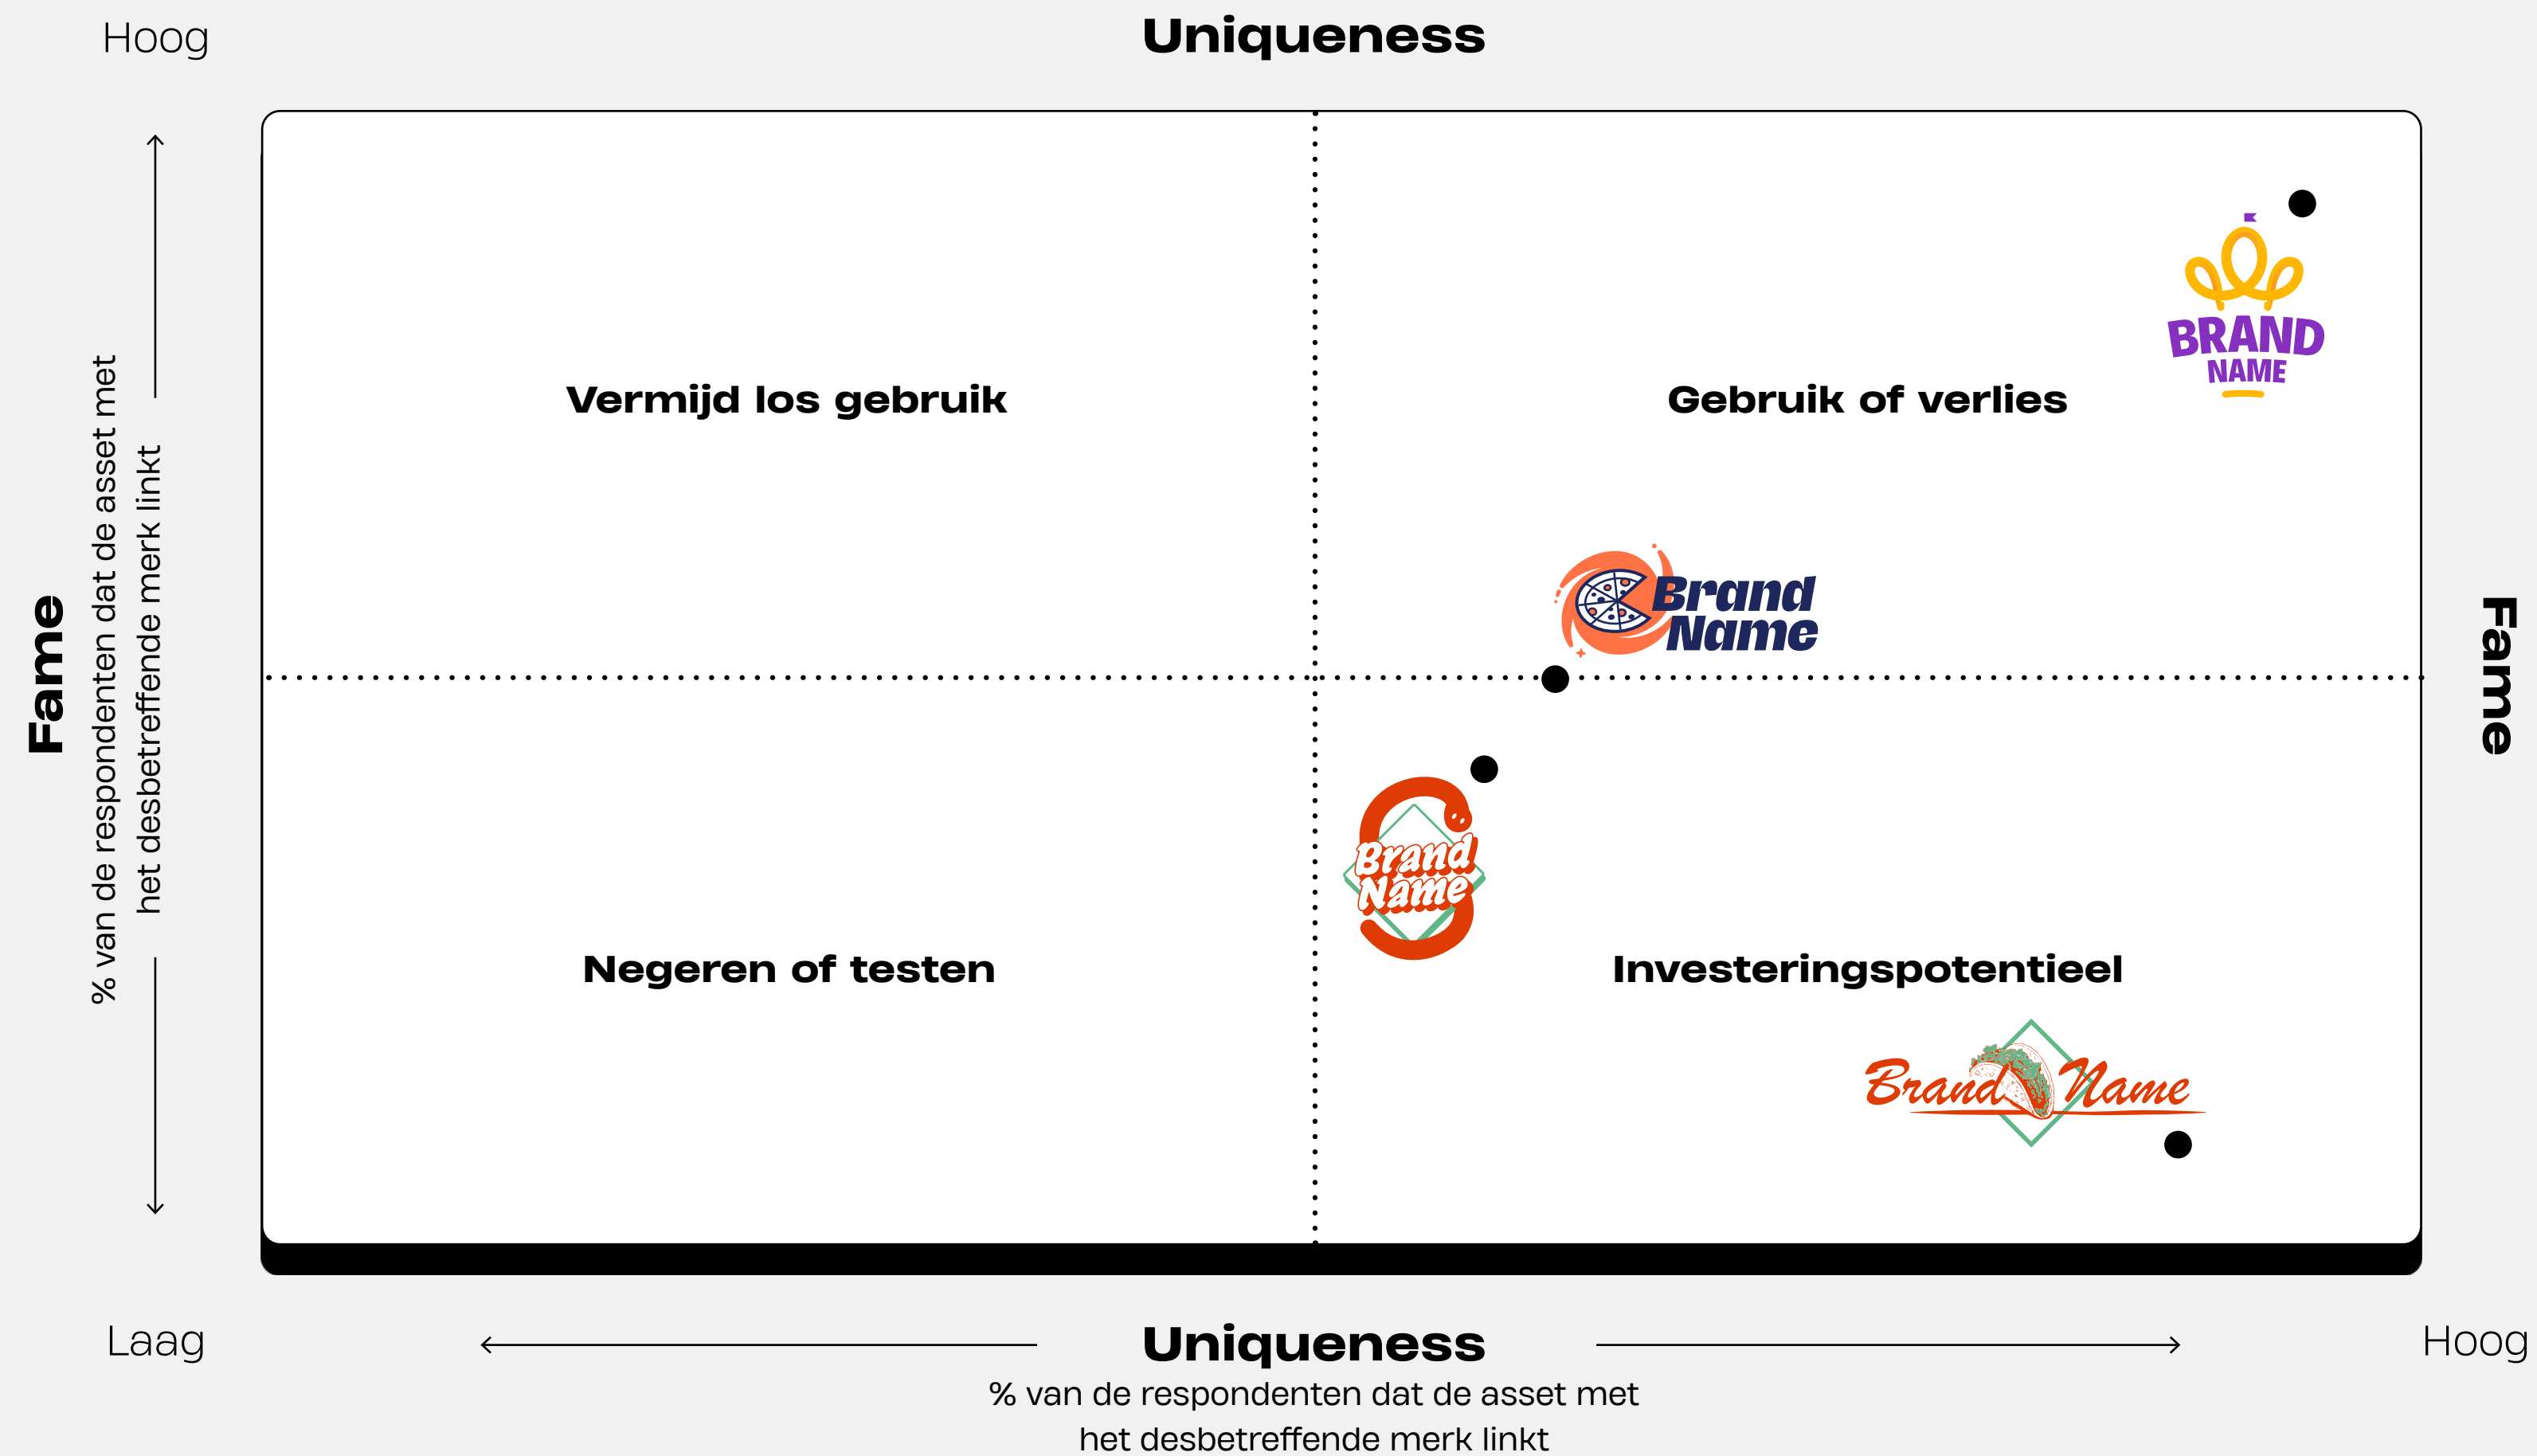 Hoog
Uniqueness
Fame
% van de respondenten dat de asset met
het desbetreffende merk linkt
Vermijd los gebruik
Gebruik of verlies
BRAND
NAME
Brand
Name
Fame
Brand
Name
Negeren of testen
Investeringspotentieel
Brand Name
Laag
Uniqueness
Hoog
% van de respondenten dat de asset met
het desbetreffende merk linkt